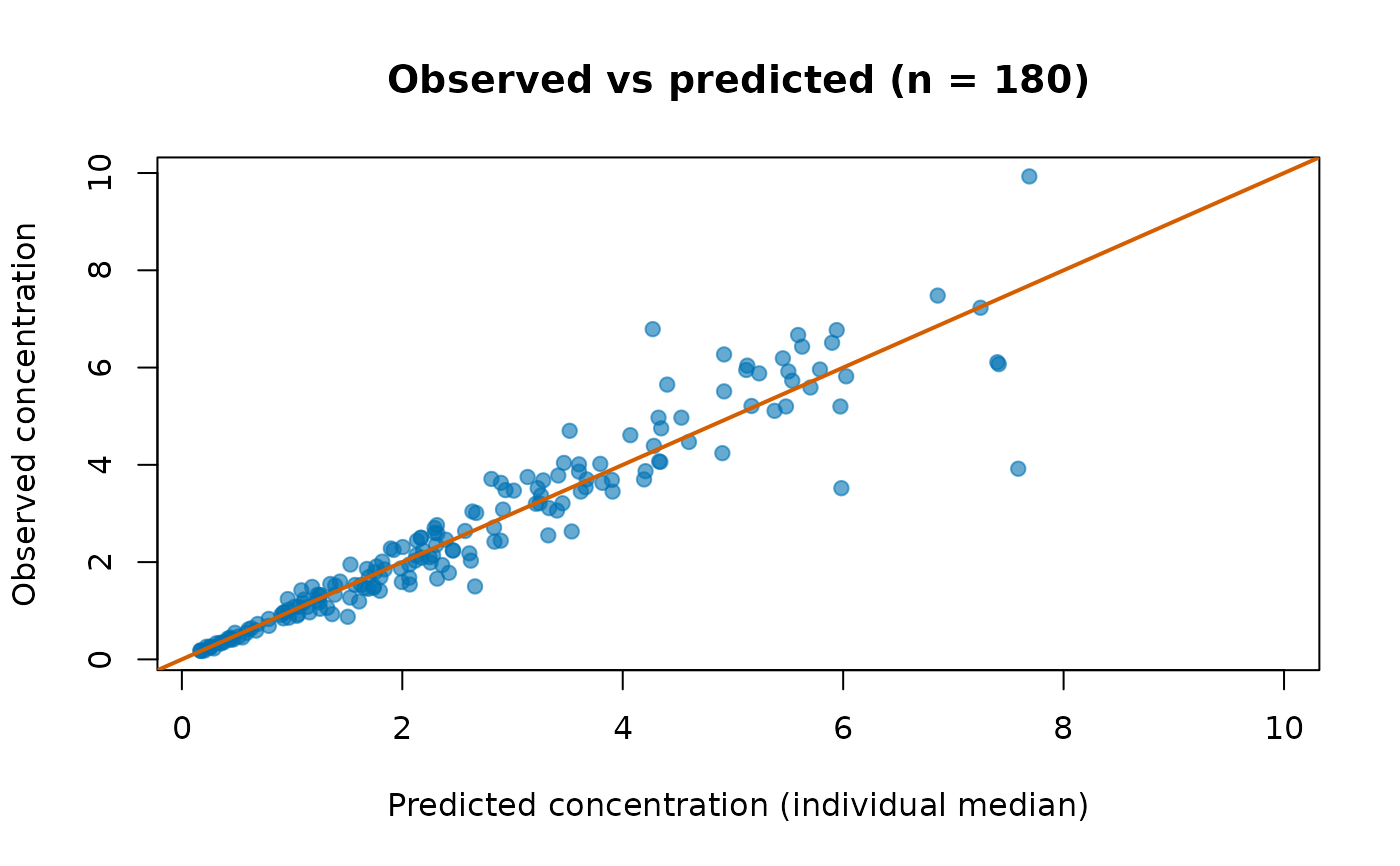 Observed vs predicted (n = 180)
Observed concentration
10
8
6
4
2
0
0 2 4 6 8 10
Predicted concentration (individual median)